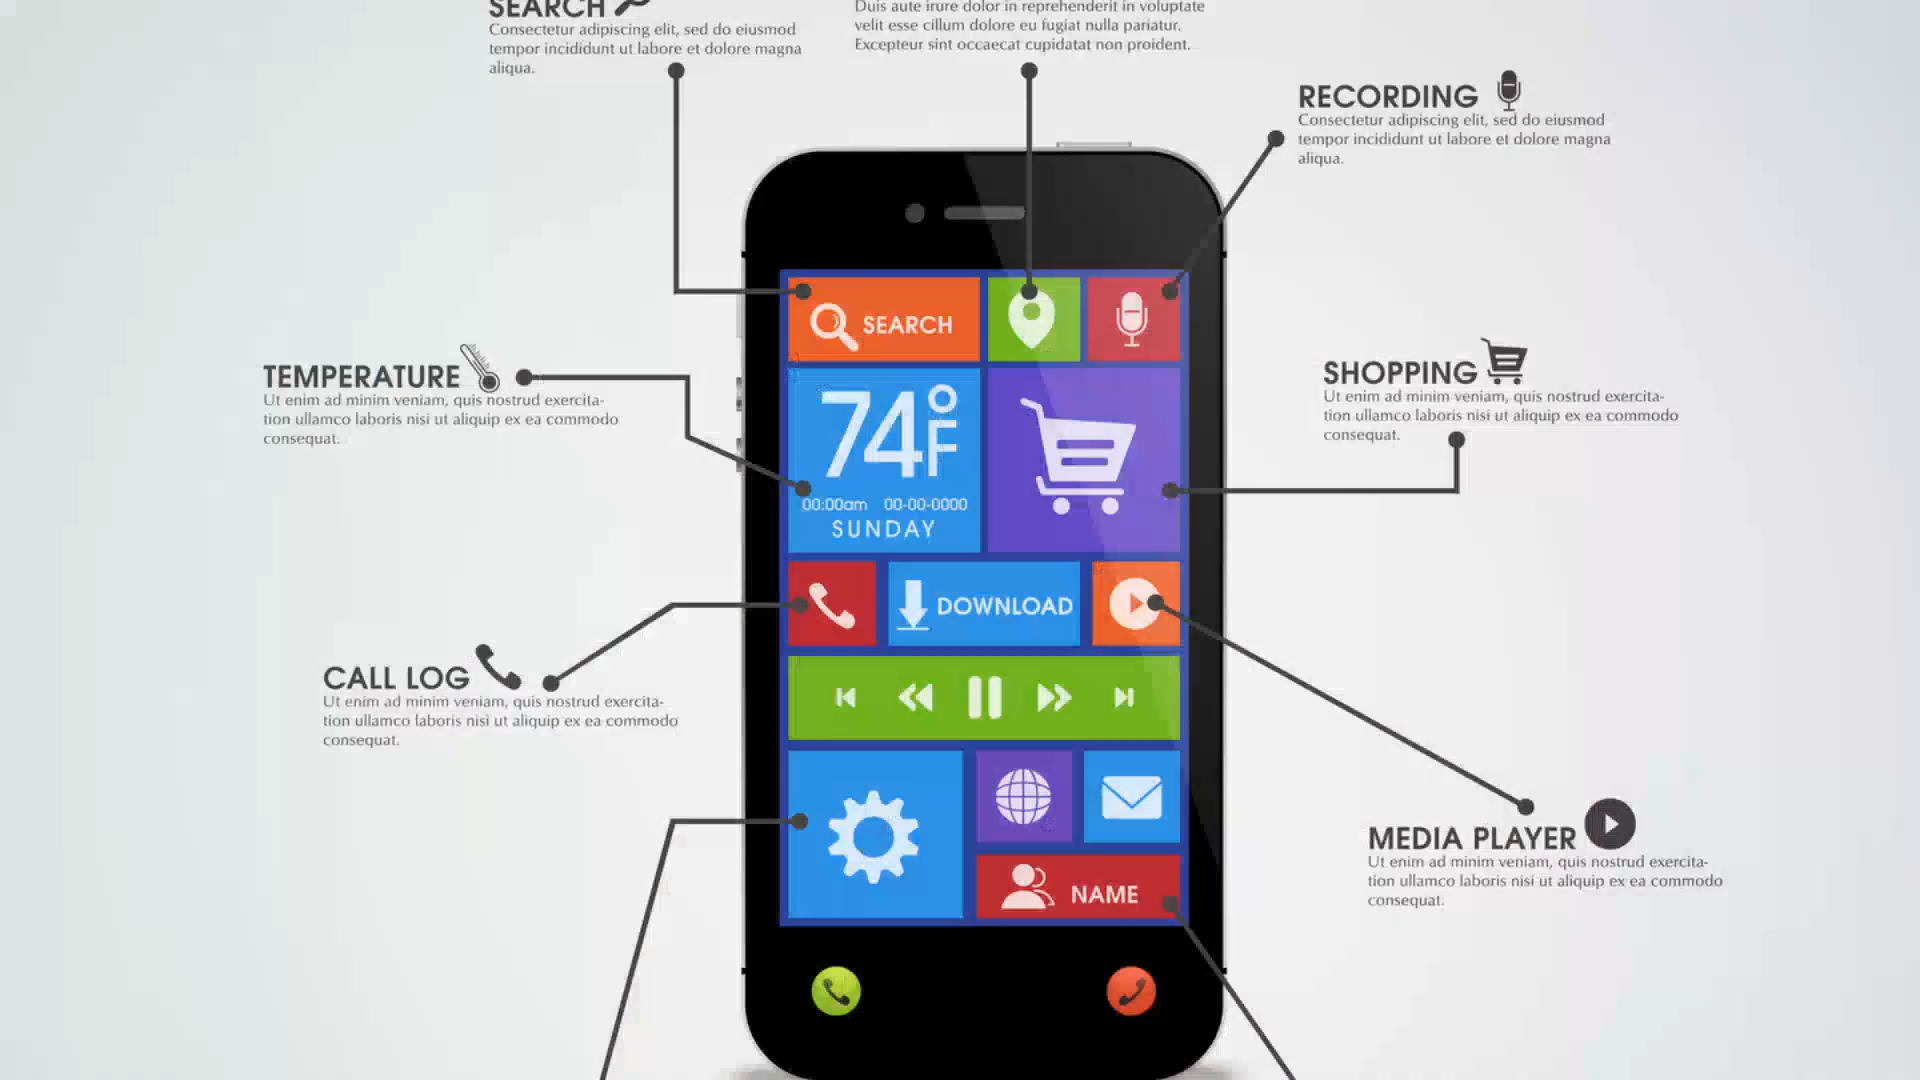 SEARCH
Consectetur adipiscing elit, sed do eiusmod
tempor incididunt ut labore et dolore magna
aliqua.
Duis aute irure dolor in reprehenderit in voluptate
velit esse cillum dolore eu fugiat nulla pariatur.
Excepteur sint occaecat cupidatat non proident.
RECORDING
Consectetur adipiscing elit, sed do eiusmod
tempor incididunt ut labore et dolore magna
aliqua.
TEMPERATURE
Ut enim ad minim veniam, quis nostrud exercita-
tion ullamco laboris nisi ut aliquip ex ea commodo
consequat.
SHOPPING
Ut enim ad minim veniam, quis nostrud exercita-
tion ullamco laboris nisi ut aliquip ex ea commodo
consequat.
SEARCH
74°F
00:00am 00-00-0000
SUNDAY
DOWNLOAD
NAME
CALL LOG
Ut enim ad minim veniam, quis nostrud exercita-
tion ullamco laboris nisi ut aliquip ex ea commodo
consequat.
MEDIA PLAYER
Ut enim ad minim veniam, quis nostrud exercita-
tion ullamco laboris nisi ut aliquip ex ea commodo
consequat.